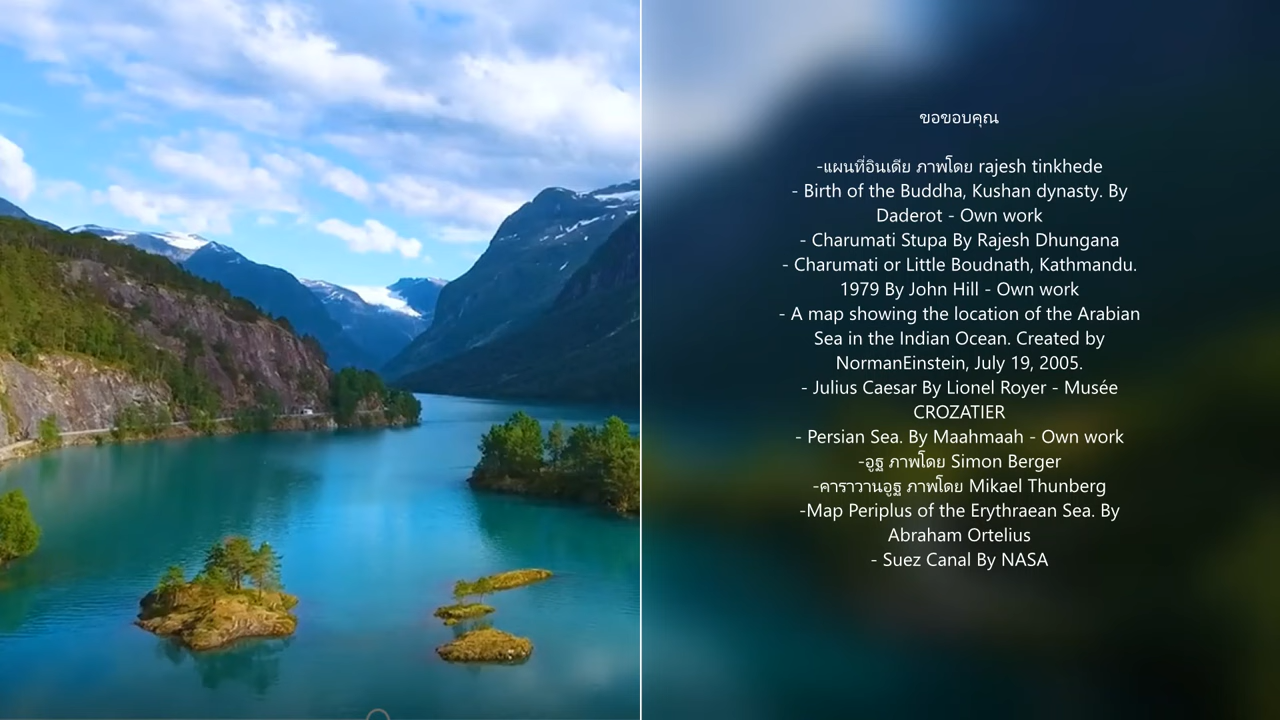 ขอขอบคุณ
-แผนที่อินเดีย ภาพโดย rajesh tinkhede
- Birth of the Buddha, Kushan dynasty. By
Daderot - Own work
- Charumati Stupa By Rajesh Dhungana
- Charumati or Little Boudnath, Kathmandu.
1979 By John Hill - Own work
- A map showing the location of the Arabian
Sea in the Indian Ocean. Created by
NormanEinstein, July 19, 2005.
- Julius Caesar By Lionel Royer - Musée
CROZATIER
- Persian Sea. By Maahmaah - Own work
-อูฐ ภาพโดย Simon Berger
-คาราวานอูฐ ภาพโดย Mikael Thunberg
-Map Periplus of the Erythraean Sea. By
Abraham Ortelius
- Suez Canal By NASA